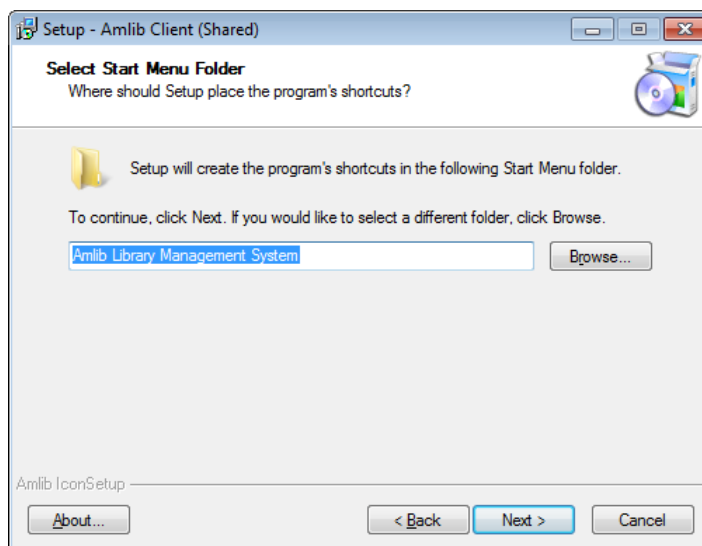 Setup - Amlib Client (Shared)
Select Start Menu Folder
Where should Setup place the program's shortcuts?
Setup will create the program's shortcuts in the following Start Menu folder.
To continue, click Next. If you would like to select a different folder, click Browse.
Amlib Library Management System
Browse...
Amlib IconSetup
About...
< Back
Next >
Cancel